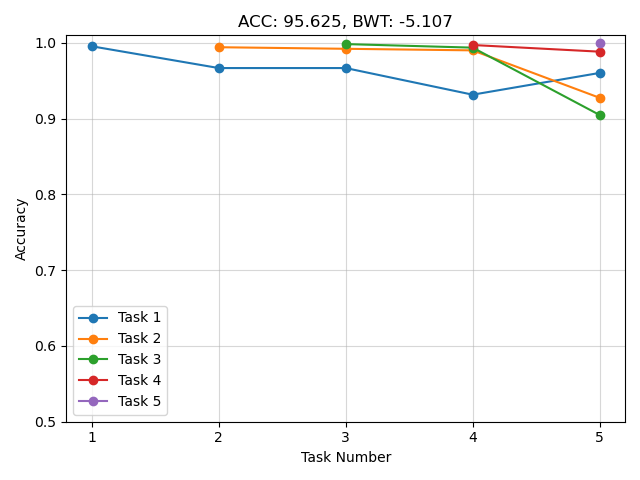 ACC: 95.625, BWT: -5.107
1.0
0.9
0.8
0.7
0.6
0.5
Accuracy
Task 1
Task 2
Task 3
Task 4
Task 5
1 2 3 4 5
Task Number